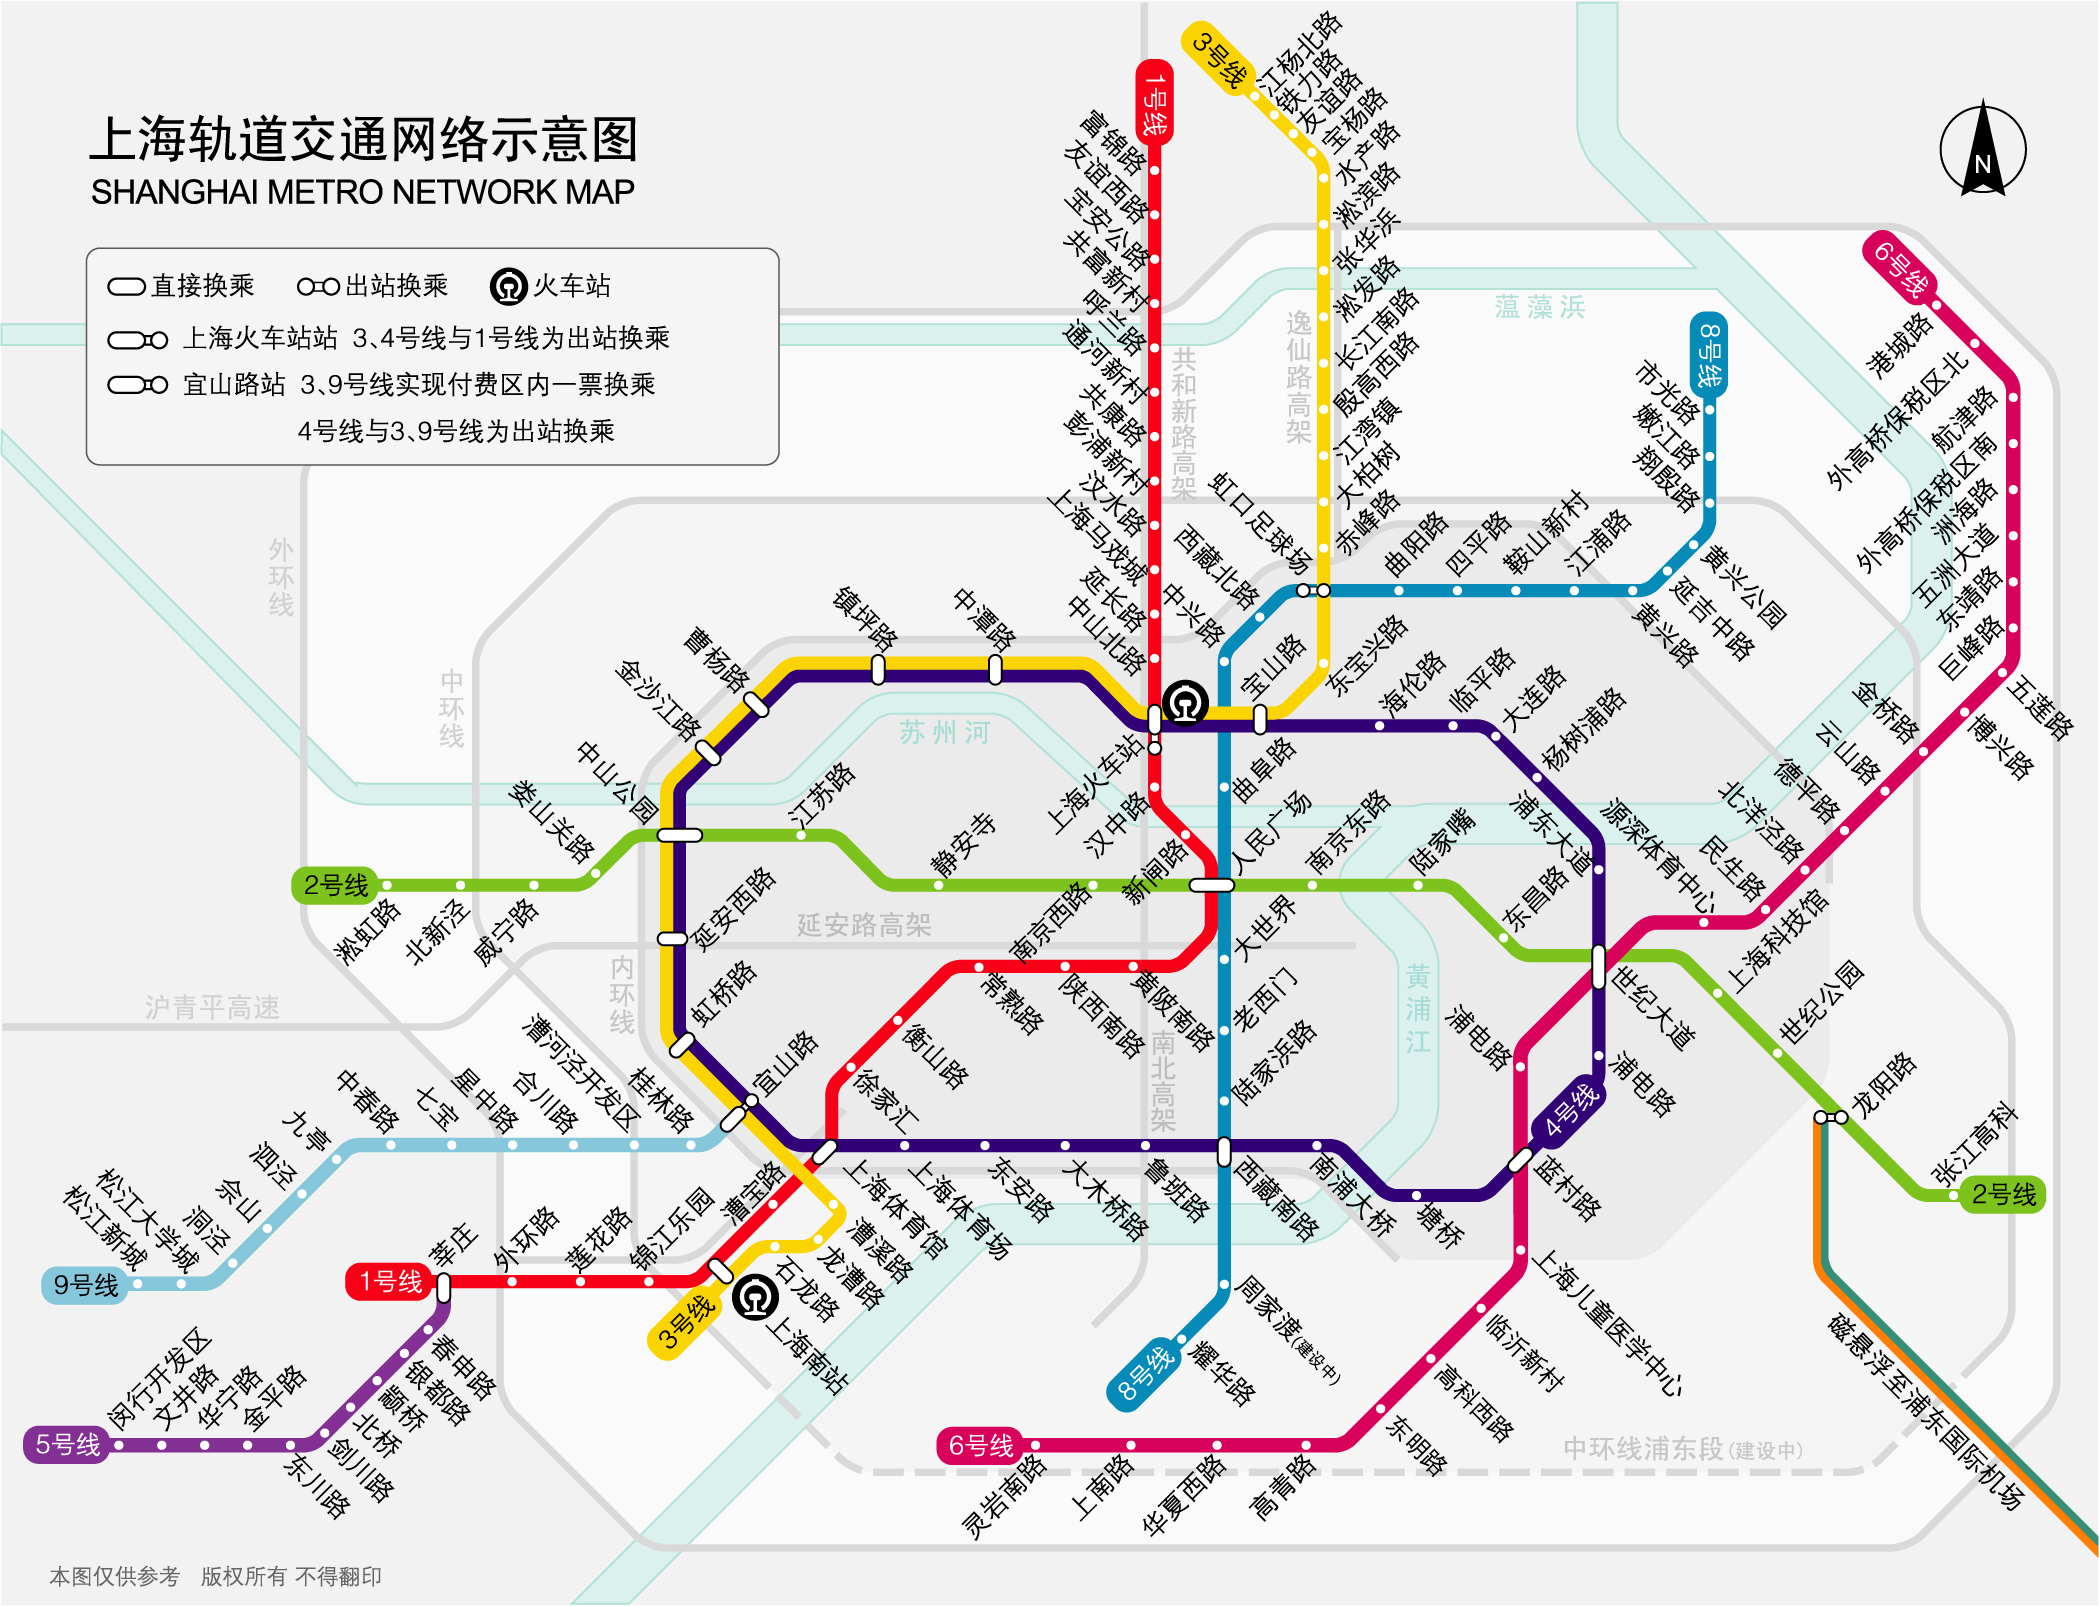 上海轨道交通网络示意图
SHANGHAI METRO NETWORK MAP
直接换乘
出站换乘
火车站
上海火车站站 3、4号线与1号线为出站换乘
宜山路站 3、9号线实现付费区内一票换乘
4号线与3、9号线为出站换乘
N
1号线
富锦路
友谊西路
宝安公路
共富新村
呼兰路
通河新村
共康路
彭浦新村
汶水路
上海马戏城
延长路
中山北路
上海火车站
汉中路
新闸路
人民广场
黄陂南路
陕西南路
常熟路
衡山路
徐家汇
上海体育馆
漕宝路
上海南站
锦江乐园
莲花路
外环路
莘庄
1号线
3号线
江杨北路
铁力路
友谊路
宝杨路
水产路
淞滨路
张华浜
淞发路
长江南路
殷高西路
江湾镇
大柏树
赤峰路
虹口足球场
东宝兴路
宝山路
中潭路
镇坪路
曹杨路
金沙江路
中山公园
延安西路
虹桥路
宜山路
漕溪路
龙漕路
石龙路
3号线
8号线
市光路
嫩江路
翔殷路
黄兴公园
延吉中路
黄兴路
江浦路
鞍山新村
四平路
曲阳路
西藏北路
中兴路
曲阜路
大世界
老西门
陆家浜路
西藏南路
周家渡(建设中)
耀华路
8号线
6号线
港城路
外高桥保税区北
航津路
外高桥保税区南
洲海路
五洲大道
东靖路
巨峰路
五莲路
博兴路
金桥路
云山路
德平路
北洋泾路
民生路
源深体育中心
世纪大道
浦电路
蓝村路
上海儿童医学中心
临沂新村
高科西路
东明路
高青路
华夏西路
上南路
灵岩南路
6号线
2号线
淞虹路
北新泾
威宁路
娄山关路
江苏路
静安寺
南京西路
南京东路
陆家嘴
东昌路
上海科技馆
世纪公园
龙阳路
张江高科
2号线
海伦路
临平路
大连路
杨树浦路
浦东大道
浦电路
4号线
塘桥
南浦大桥
鲁班路
大木桥路
东安路
上海体育场
9号线
松江新城
松江大学城
洞泾
佘山
泗泾
九亭
中春路
七宝
星中路
合川路
漕河泾开发区
桂林路
5号线
闵行开发区
文井路
华宁路
金平路
东川路
剑川路
北桥
颛桥
银都路
春申路
磁悬浮至浦东国际机场
外环线
中环线
内环线
共和新路高架
逸仙路高架
延安路高架
南北高架
沪青平高速
中环线浦东段(建设中)
蕰藻浜
苏州河
黄浦江
本图仅供参考 版权所有 不得翻印